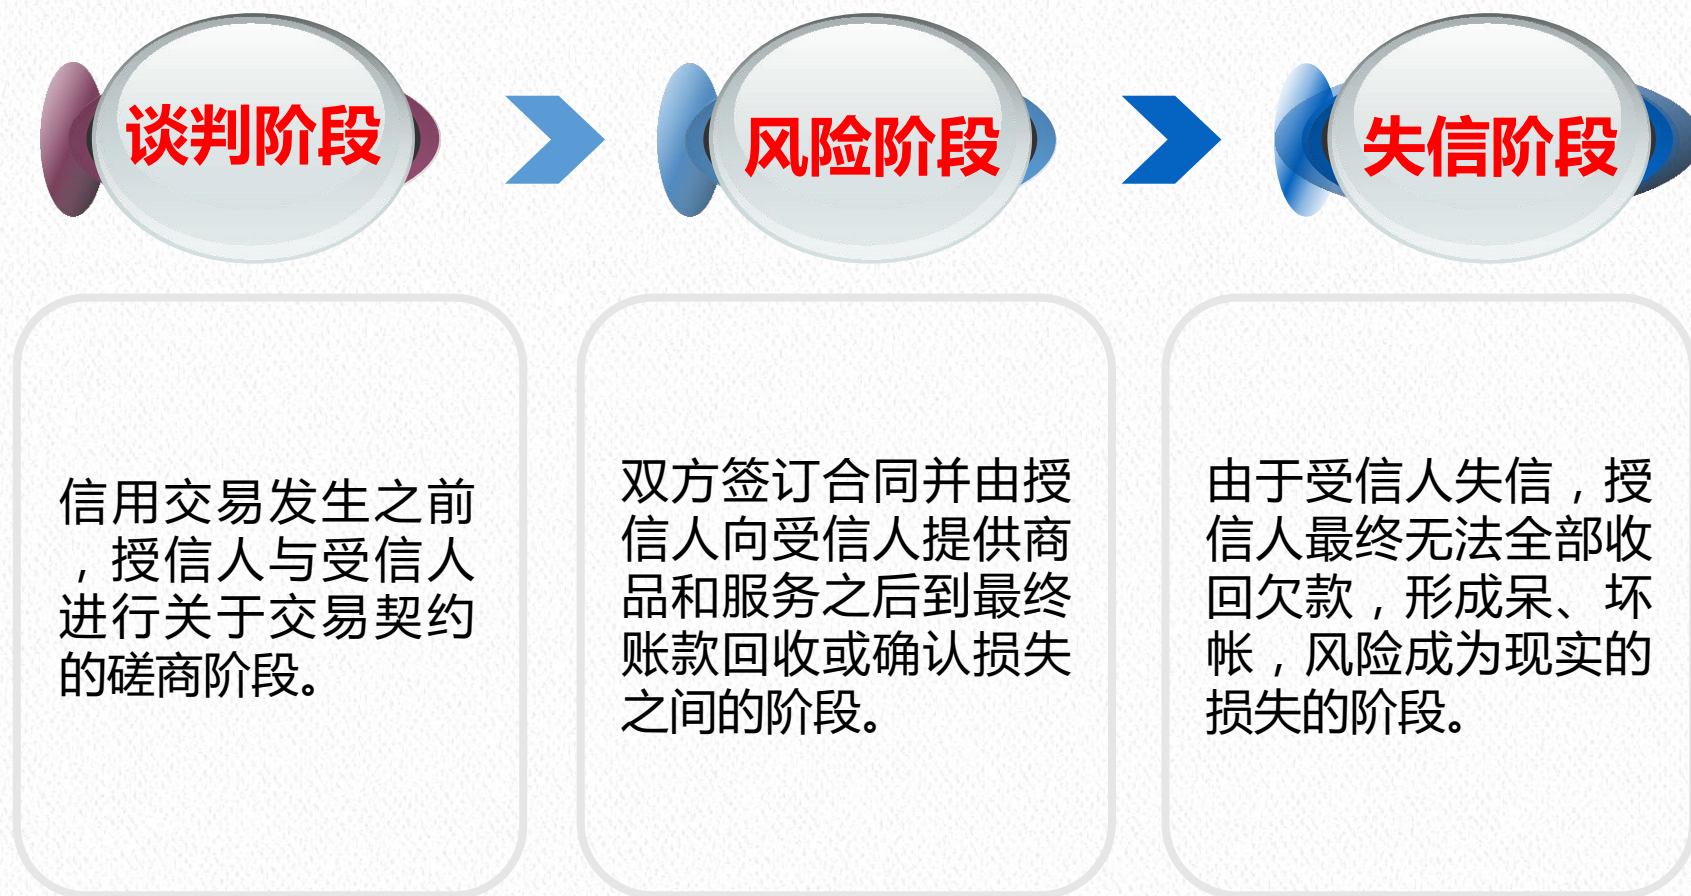 谈判阶段
风险阶段
失信阶段
信用交易发生之前
，授信人与受信人
进行关于交易契约
的磋商阶段。
双方签订合同并由授
信人向受信人提供商
品和服务之后到最终
账款回收或确认损失
之间的阶段。
由于受信人失信，授
信人最终无法全部收
回欠款，形成呆、坏
帐，风险成为现实的
损失的阶段。